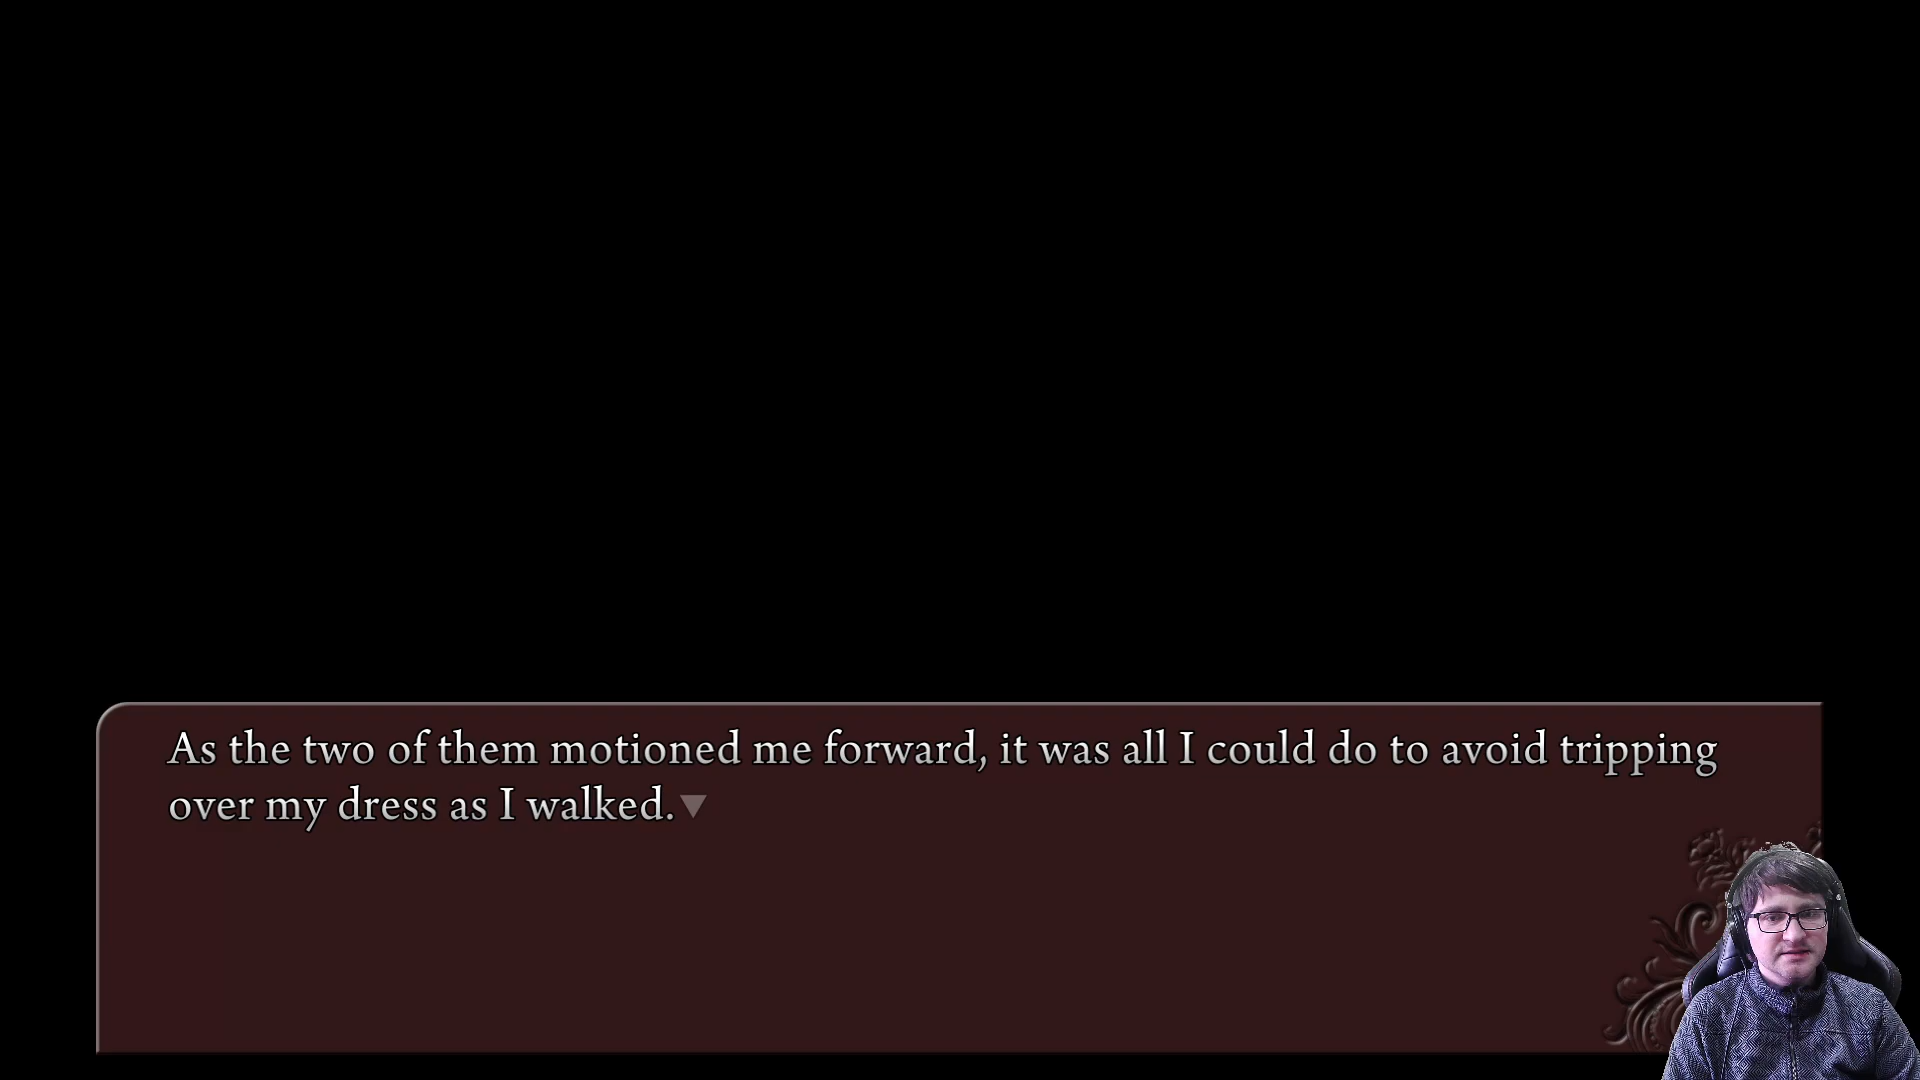 As the two of them motioned me forward, it was all I could do to avoid tripping
over my dress as I walked.